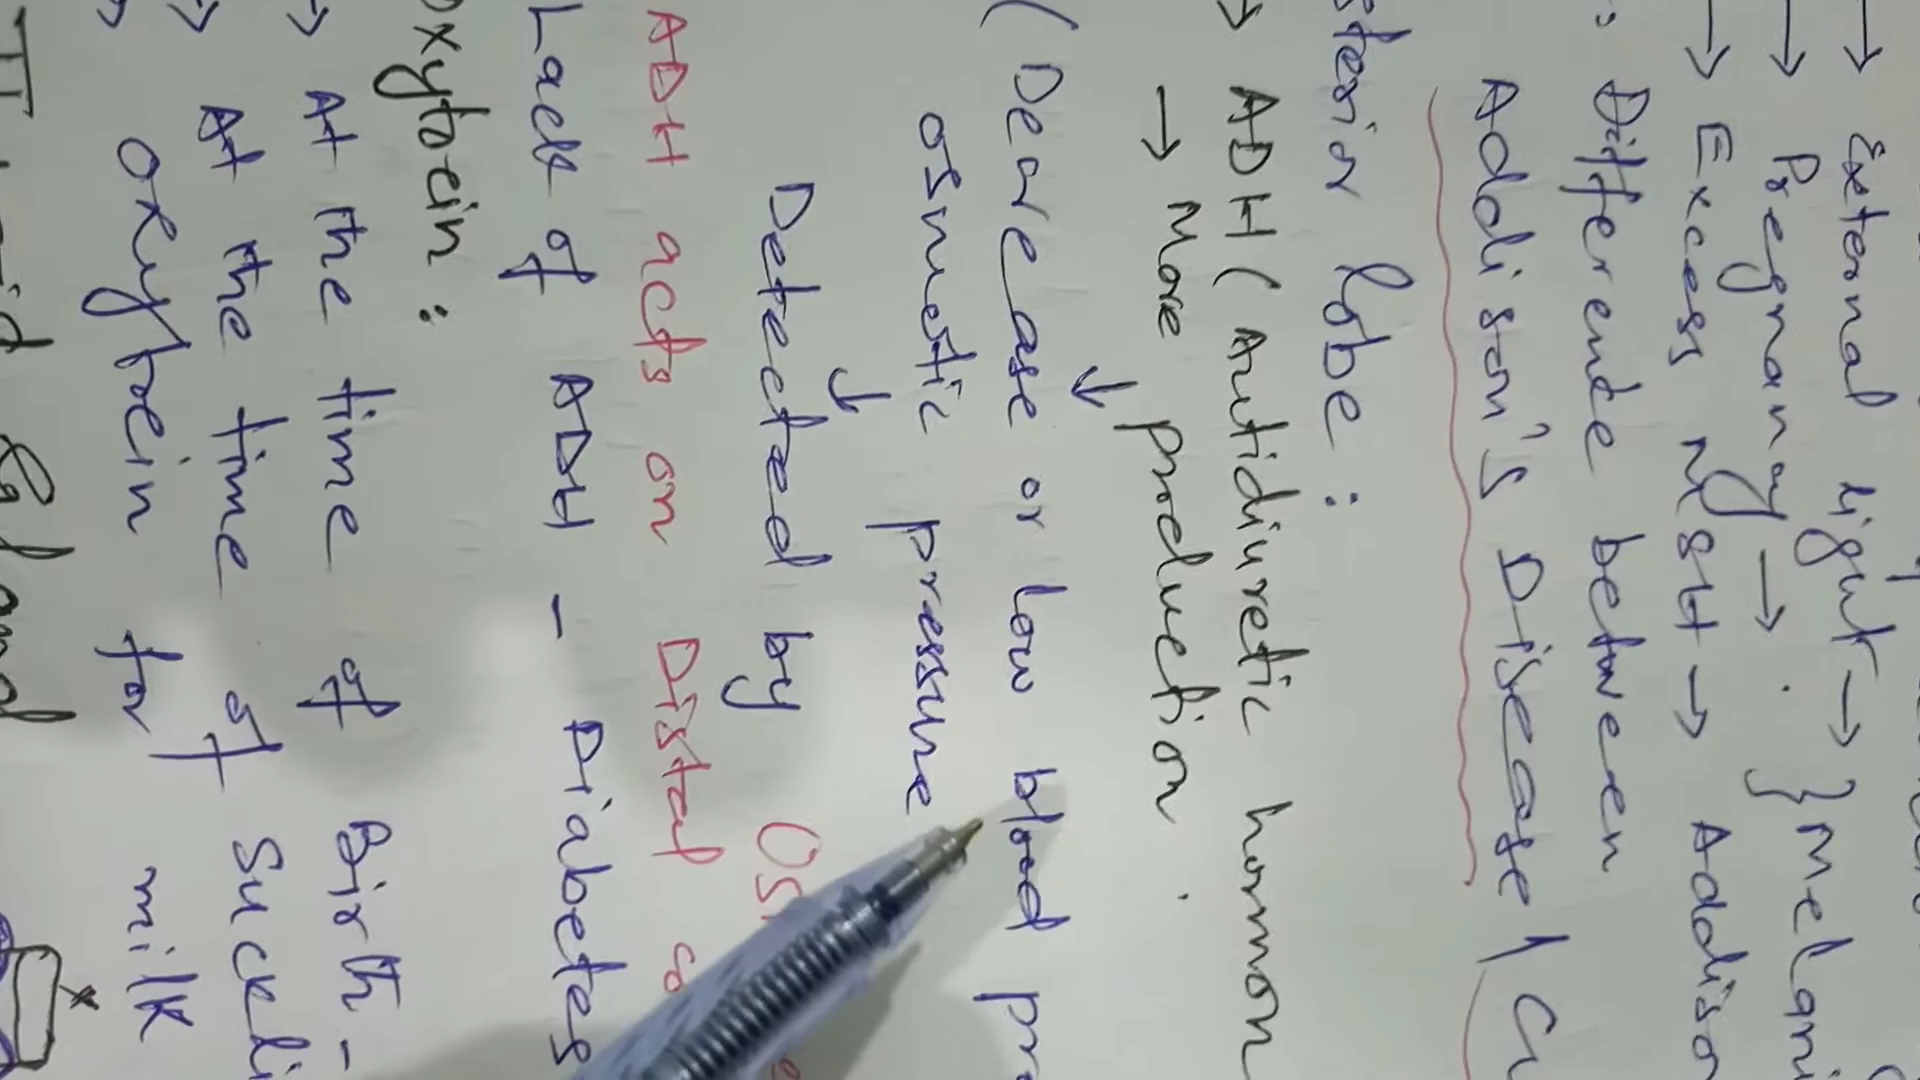 → External light → } Melani
→ Pregnancy → .
→ Excess MSH → Addison
: Difference between
Addison's Disease / C
sterior lobe :
→ ADH ( Antidiuretic hormon
→ More production .
↓
( Decrease or low blood pr
osmotic pressure
↓
Detected by Os
ADH acts on Distal c
Lack of ADH - Diabetes
oxytocin :
→ At the time of Birth -
→ At the time of Suckli
oxytocin for milk